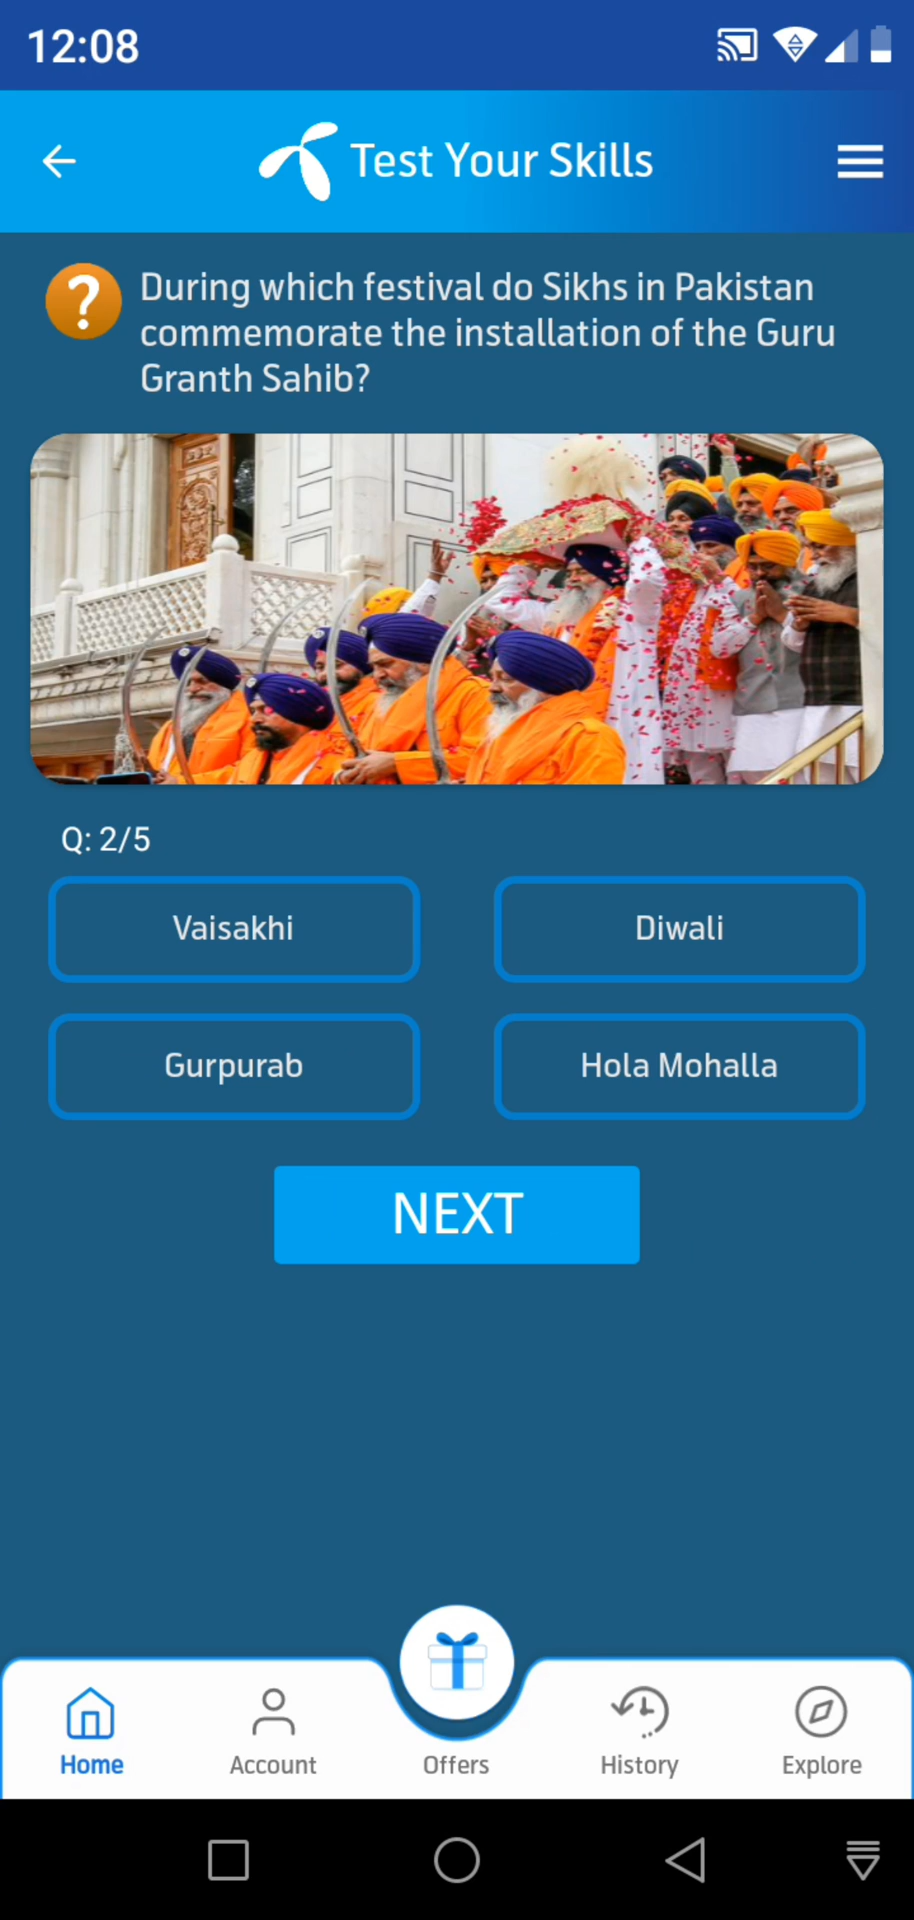 12:08
Test Your Skills
During which festival do Sikhs in Pakistan
commemorate the installation of the Guru
Granth Sahib?
Q: 2/5
Vaisakhi
Diwali
Gurpurab
Hola Mohalla
NEXT
Home
Account
Offers
History
Explore